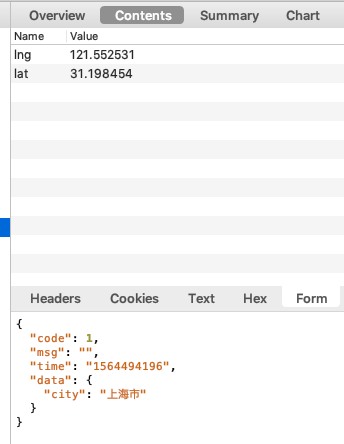 Overview Contents Summary Chart
Name Value
lng 121.552531
lat 31.198454
Headers Cookies Text Hex Form
{
"code": 1,
"msg": "",
"time": "1564494196",
"data": {
"city": "上海市"
}
}